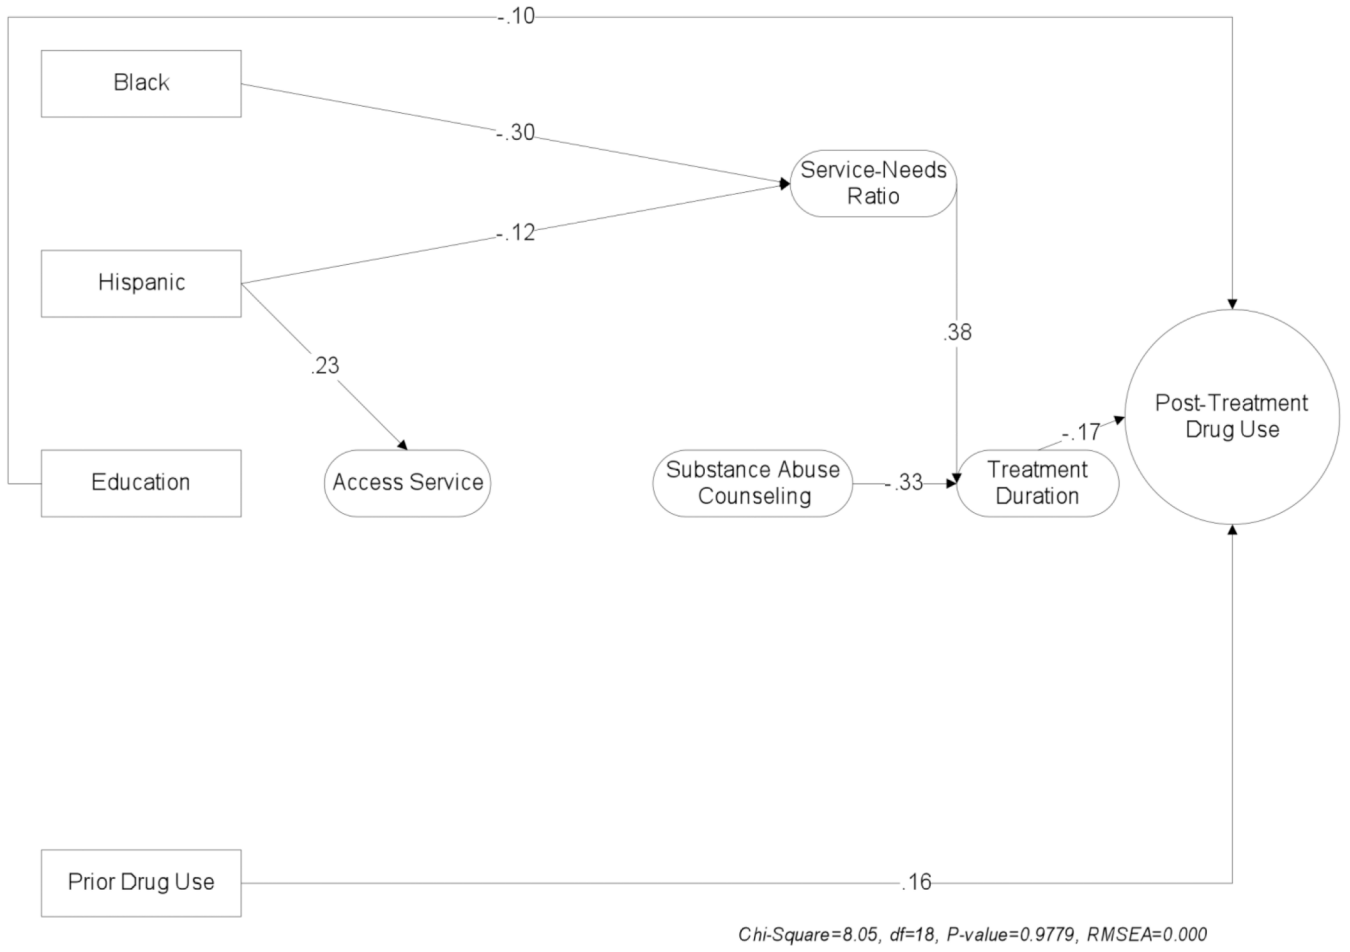 -.10
Black
-.30
Service-Needs
Ratio
-.12
Hispanic
.38
.23
Post-Treatment
Drug Use
-.17
Education
Access Service
Substance Abuse
Counseling
-.33
Treatment
Duration
Prior Drug Use
.16
Chi-Square=8.05, df=18, P-value=0.9779, RMSEA=0.000